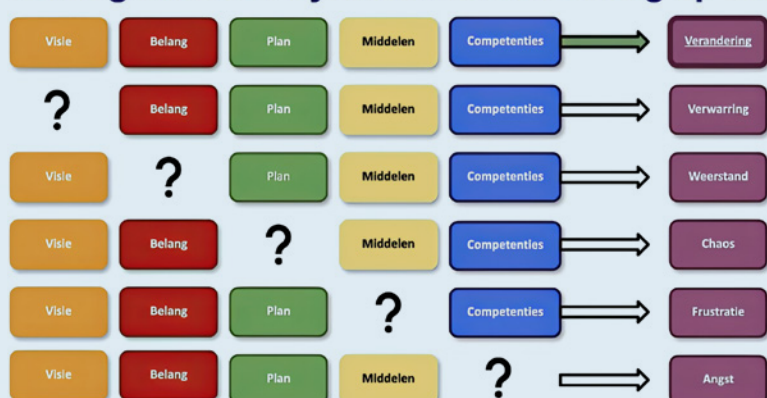 Visie Belang Plan Middelen Competenties Verandering
? Belang Plan Middelen Competenties Verwarring
Visie ? Plan Middelen Competenties Weerstand
Visie Belang ? Middelen Competenties Chaos
Visie Belang Plan ? Competenties Frustratie
Visie Belang Plan Middelen ? Angst